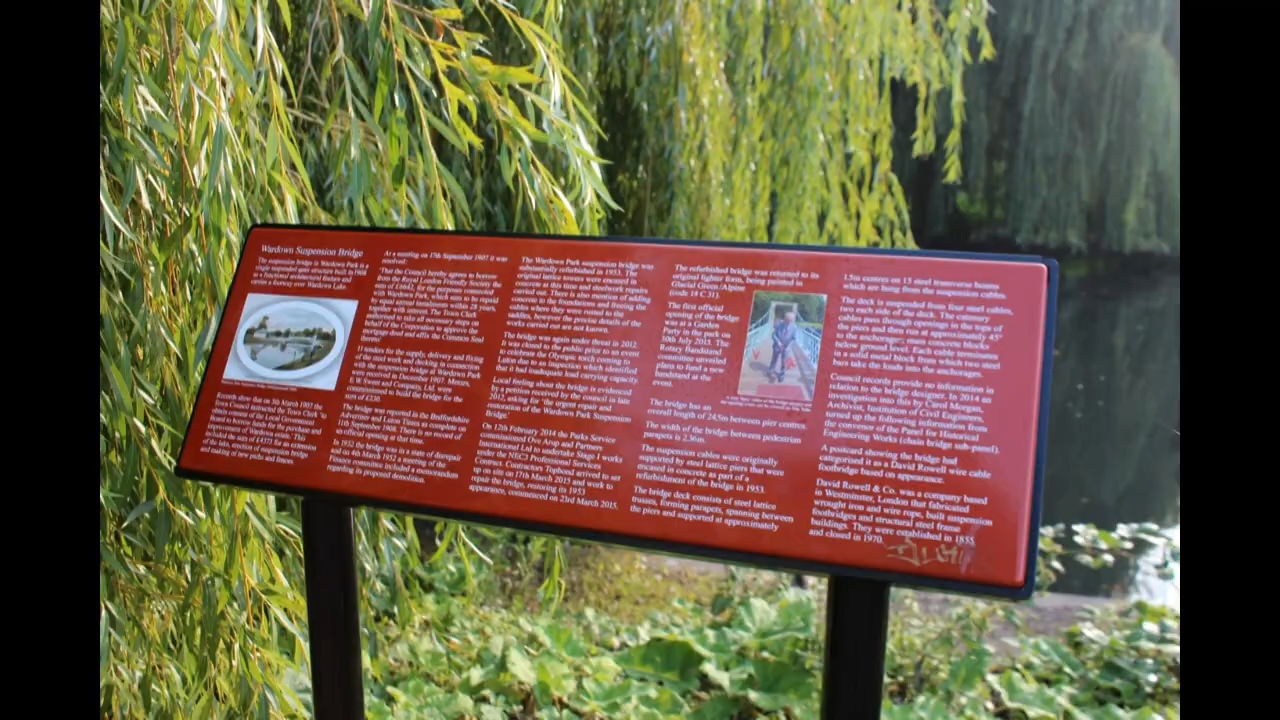 Wardown Suspension Bridge
The suspension bridge in Wardown Park is a
single suspended span structure built in 1908
as a functional architectural feature and
carries a footway over Wardown Lake.
Records show that on 5th March 1907 the
Town Council instructed the Town Clerk 'to
obtain consent of the Local Government
Board to borrow funds for the purchase and
improvement of Wardown estate.' This
included the sum of £4575 for an extension
of the lake, erection of suspension bridge
and making of new paths and fences.
At a meeting on 17th September 1907 it was
resolved:
'That the Council hereby agrees to borrow
from the Royal London Friendly Society the
sum of for the purposes connected
with Wardown Park, which sum to be repaid
by equal annual instalments within 28 years,
together with interest. The Town Clerk
authorised to take all necessary steps on
behalf of the Corporation to approve the
mortgage deed and affix the Common Seal
thereto'
11 tenders for the supply, delivery and fixing
of the steel work and decking in connection
with the suspension bridge at Wardown Park
were received in December 1907. Messrs,
E W Sweet and Company Ltd. were
commissioned to build the bridge for the
sum of
The bridge was reported in the Bedfordshire
Advertiser and Luton Times as complete on
11th September 1908. There is no record of
an official opening at that time.
In 1932 the bridge was in a state of disrepair
and on 4th March 1932 a meeting of the
Finance committee included a memorandum
regarding its proposed demolition.
The Wardown Park suspension bridge was
substantially refurbished in 1953. The
original lattice towers were encased in
concrete at this time and steelwork repairs
carried out. There is also mention of adding
concrete to the foundations and freeing the
cables where they were rusted to the
saddles, however the precise details of the
works carried out are not known.
The bridge was again under threat in 2012.
It was closed to the public prior to an event
to celebrate the Olympic torch coming to
Luton due to an inspection which identified
that it had inadequate load carrying capacity.
Local feeling about the bridge is evidenced
by a petition received by the council in late
2012, asking for 'the urgent repair and
restoration of the Wardown Park Suspension
Bridge.'
On 12th February 2014 the Parks Service
commissioned Ove Arup and Partners
International Ltd to undertake Stage 1 works
under the NEC3 Professional Services
Contract. Contractors Topbond arrived to set
up on site on 17th March 2015 and work to
repair the bridge, restoring its 1953
appearance, commenced on 23rd March 2015.
The refurbished bridge was returned to its
original lighter form, being painted in
Glacial Green/Alpine
(code 18 C 31).
The first official
opening of the bridge
was at a Garden
Party in the park on
10th July 2015. The
Rotary Bandstand
committee unveiled
plans to fund a new
bandstand at the
event.
The bridge has an
overall length of 24.5m between pier centres.
The width of the bridge between pedestrian
parapets is 2.36m.
The suspension cables were originally
supported by steel lattice piers that were
encased in concrete as part of a
refurbishment of the bridge in 1953.
The bridge deck consists of steel lattice
trusses, forming parapets, spanning between
the piers and supported at approximately
1.5m centres on 15 steel transverse beams
which are hung from the suspension cables.
The deck is suspended from four steel cables,
two each side of the deck. The catenary
cables pass through openings in the tops of
the piers and then run at approximately 45°
to the anchorages; mass concrete blocks
below ground level. Each cable terminates
in a solid metal block from which two steel
bars take the loads into the anchorages.
Council records provide no information in
relation to the bridge designer. In 2014 an
investigation into this by Carol Morgan,
Archivist, Institution of Civil Engineers,
turned up the following information from
the convenor of the Panel for Historical
Engineering Works (chain bridge sub-panel).
A postcard showing the bridge had
categorised it as a David Rowell wire cable
footbridge based on appearance.
David Rowell & Co. was a company based
in Westminster, London that fabricated
wrought iron and wire rope, built suspension
footbridges and structural steel frame
buildings. They were established in 1855
and closed in 1970.